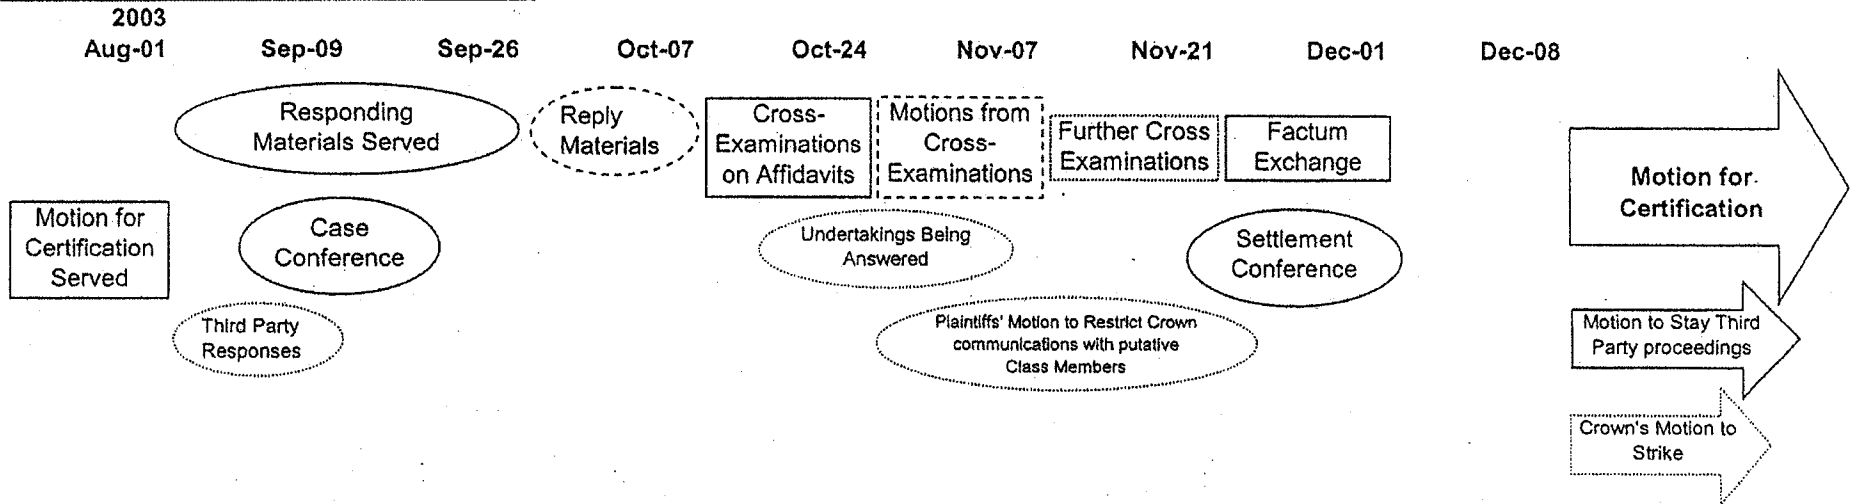 2003
Aug-01 Sep-09 Sep-26 Oct-07 Oct-24 Nov-07 Nov-21 Dec-01 Dec-08
Responding
Materials Served
Reply
Materials
Cross-
Examinations
on Affidavits
Motions from
Cross-
Examinations
Further Cross
Examinations
Factum
Exchange
Motion for
Certification
Motion for
Certification
Served
Case
Conference
Undertakings Being
Answered
Settlement
Conference
Third Party
Responses
Plaintiffs' Motion to Restrict Crown
communications with putative
Class Members
Motion to Stay Third
Party proceedings
Crown's Motion to
Strike